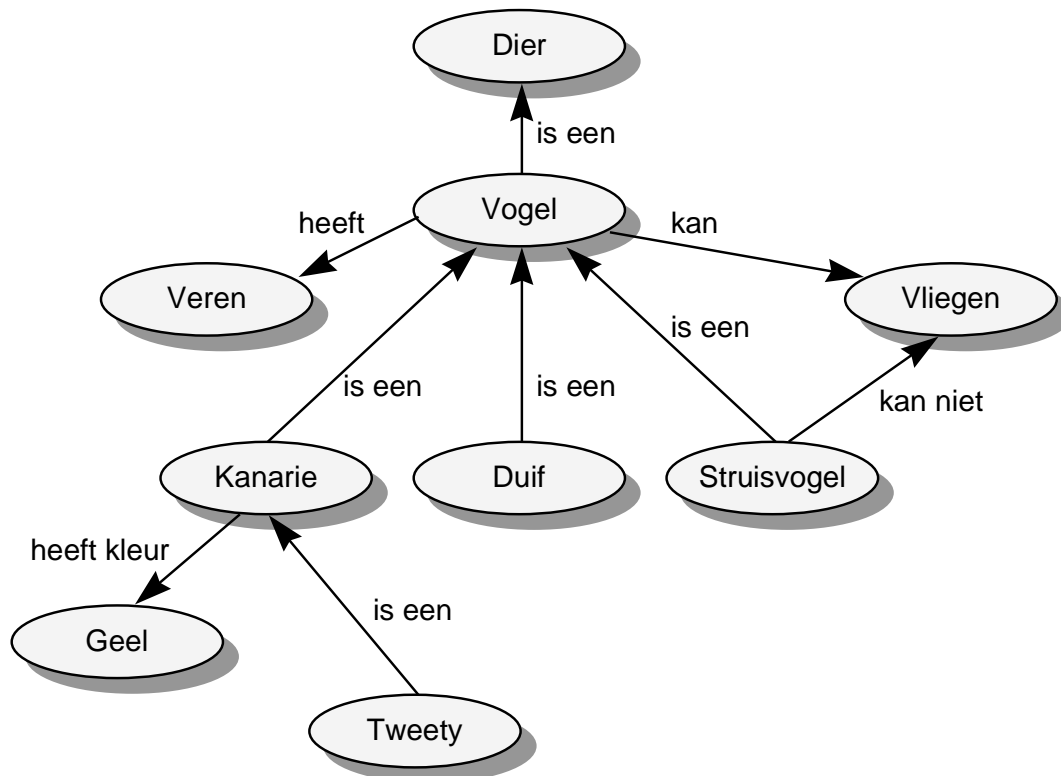 Dier
is een
Vogel
heeft
kan
Veren
Vliegen
is een
is een
is een
kan niet
Kanarie
Duif
Struisvogel
heeft kleur
is een
Geel
Tweety